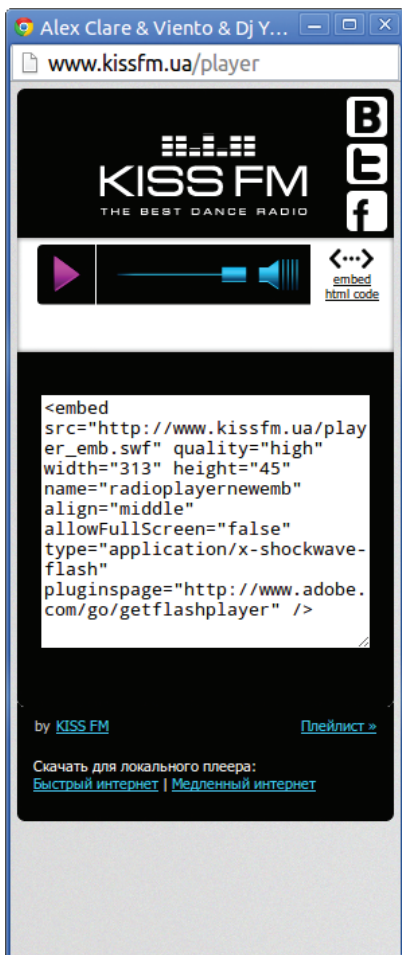 Alex Clare & Viento & Dj Y...
www.kissfm.ua/player
B
KISS FM
t
THE BEST DANCE RADIO
f
<···>
embed
html code
<embed
src="http://www.kissfm.ua/play
er_emb.swf" quality="high"
width="313" height="45"
name="radioplayernewemb"
align="middle"
allowFullScreen="false"
type="application/x-shockwave-
flash"
pluginspage="http://www.adobe.
com/go/getflashplayer" />
by KISS FM Плейлист »
Скачать для локального плеера:
Быстрый интернет | Медленный интернет